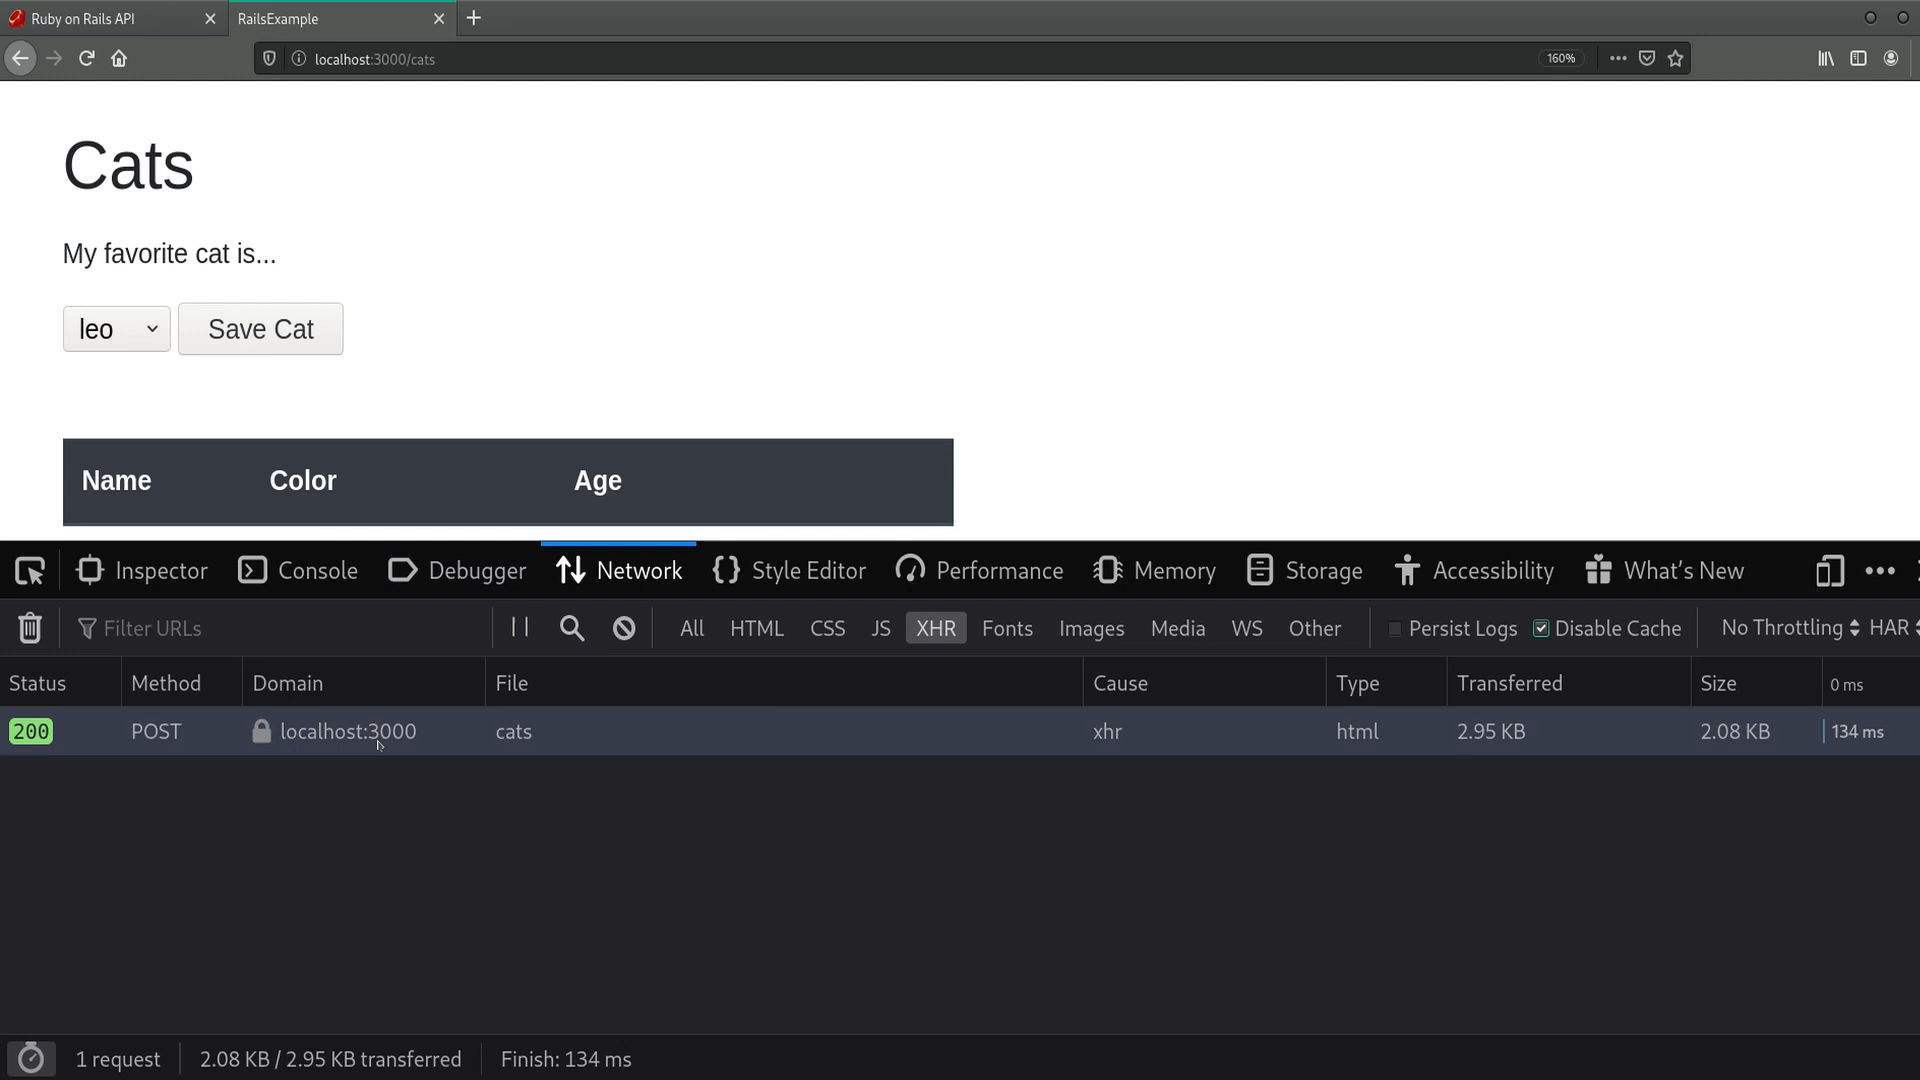 Ruby on Rails API
RailsExample
localhost:3000/cats
160%
Cats
My favorite cat is...
leo
Save Cat
Name Color Age
Inspector Console Debugger Network Style Editor Performance Memory Storage Accessibility What's New
Filter URLs All HTML CSS JS XHR Fonts Images Media WS Other Persist Logs Disable Cache No Throttling HAR
Status Method Domain File Cause Type Transferred Size 0 ms
200 POST localhost:3000 cats xhr html 2.95 KB 2.08 KB 134 ms
1 request 2.08 KB / 2.95 KB transferred Finish: 134 ms